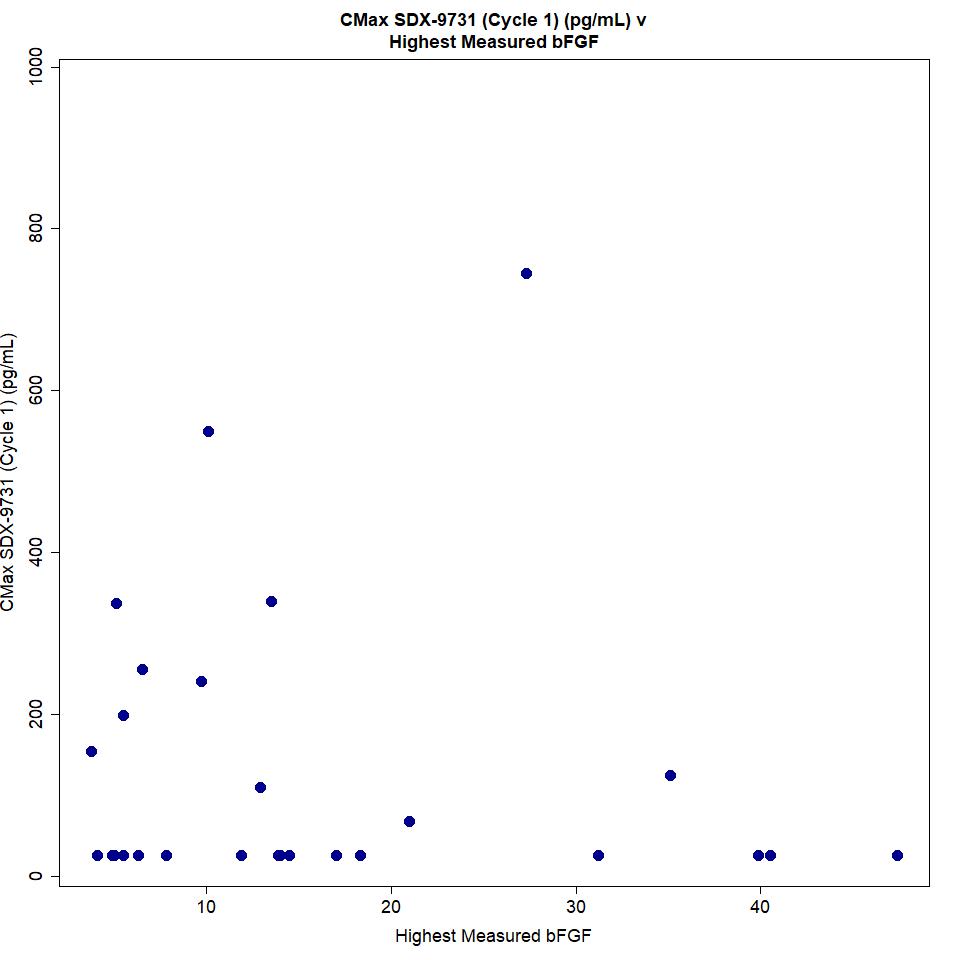 CMax SDX-9731 (Cycle 1) (pg/mL) v
Highest Measured bFGF
1000
800
600
400
200
0
CMax SDX-9731 (Cycle 1) (pg/mL)
10 20 30 40
Highest Measured bFGF